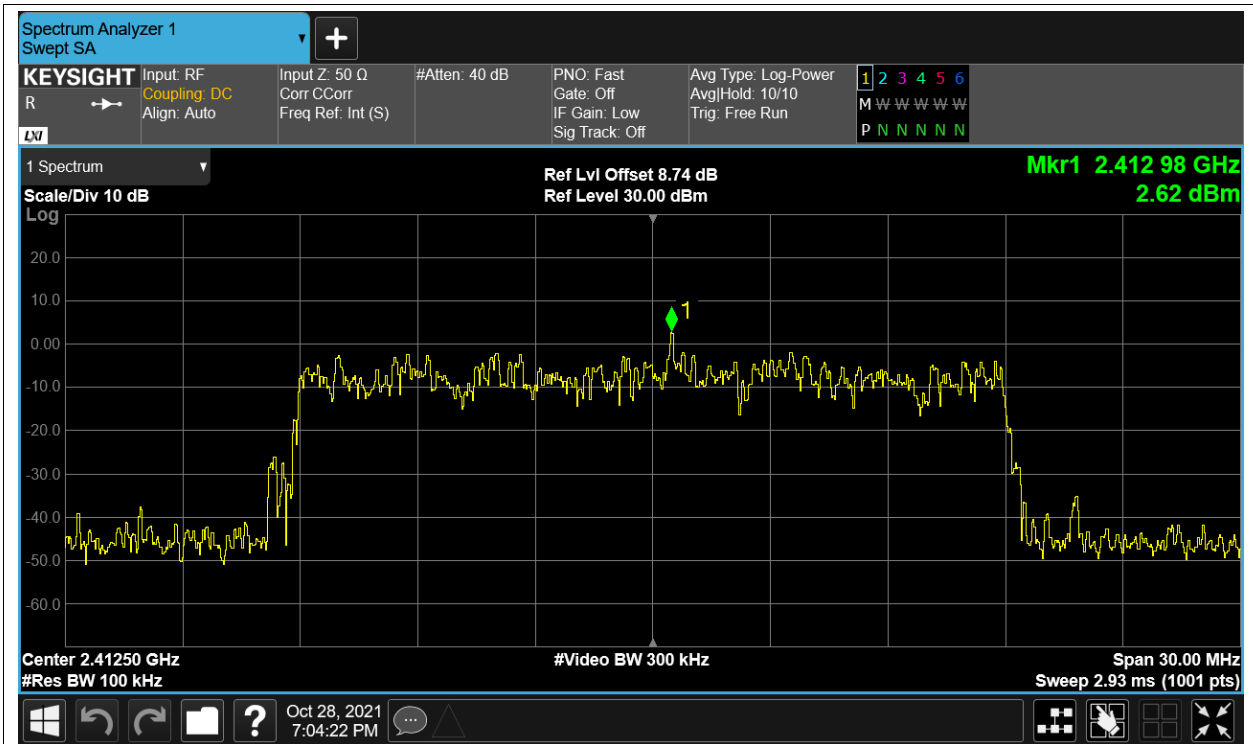 Spectrum Analyzer 1
Swept SA
KEYSIGHT
R
LXI
Input: RF
Coupling: DC
Align: Auto
Input Z: 50 Ω
Corr CCorr
Freq Ref: Int (S)
#Atten: 40 dB
PNO: Fast
Gate: Off
IF Gain: Low
Sig Track: Off
Avg Type: Log-Power
Avg|Hold: 10/10
Trig: Free Run
1 2 3 4 5 6
M W W W W W
P N N N N N
1 Spectrum
Scale/Div 10 dB
Log
Ref Lvl Offset 8.74 dB
Ref Level 30.00 dBm
Mkr1 2.412 98 GHz
2.62 dBm
20.0
10.0
0.00
-10.0
-20.0
-30.0
-40.0
-50.0
-60.0
1
Center 2.41250 GHz
#Res BW 100 kHz
#Video BW 300 kHz
Span 30.00 MHz
Sweep 2.93 ms (1001 pts)
?
Oct 28, 2021
7:04:22 PM